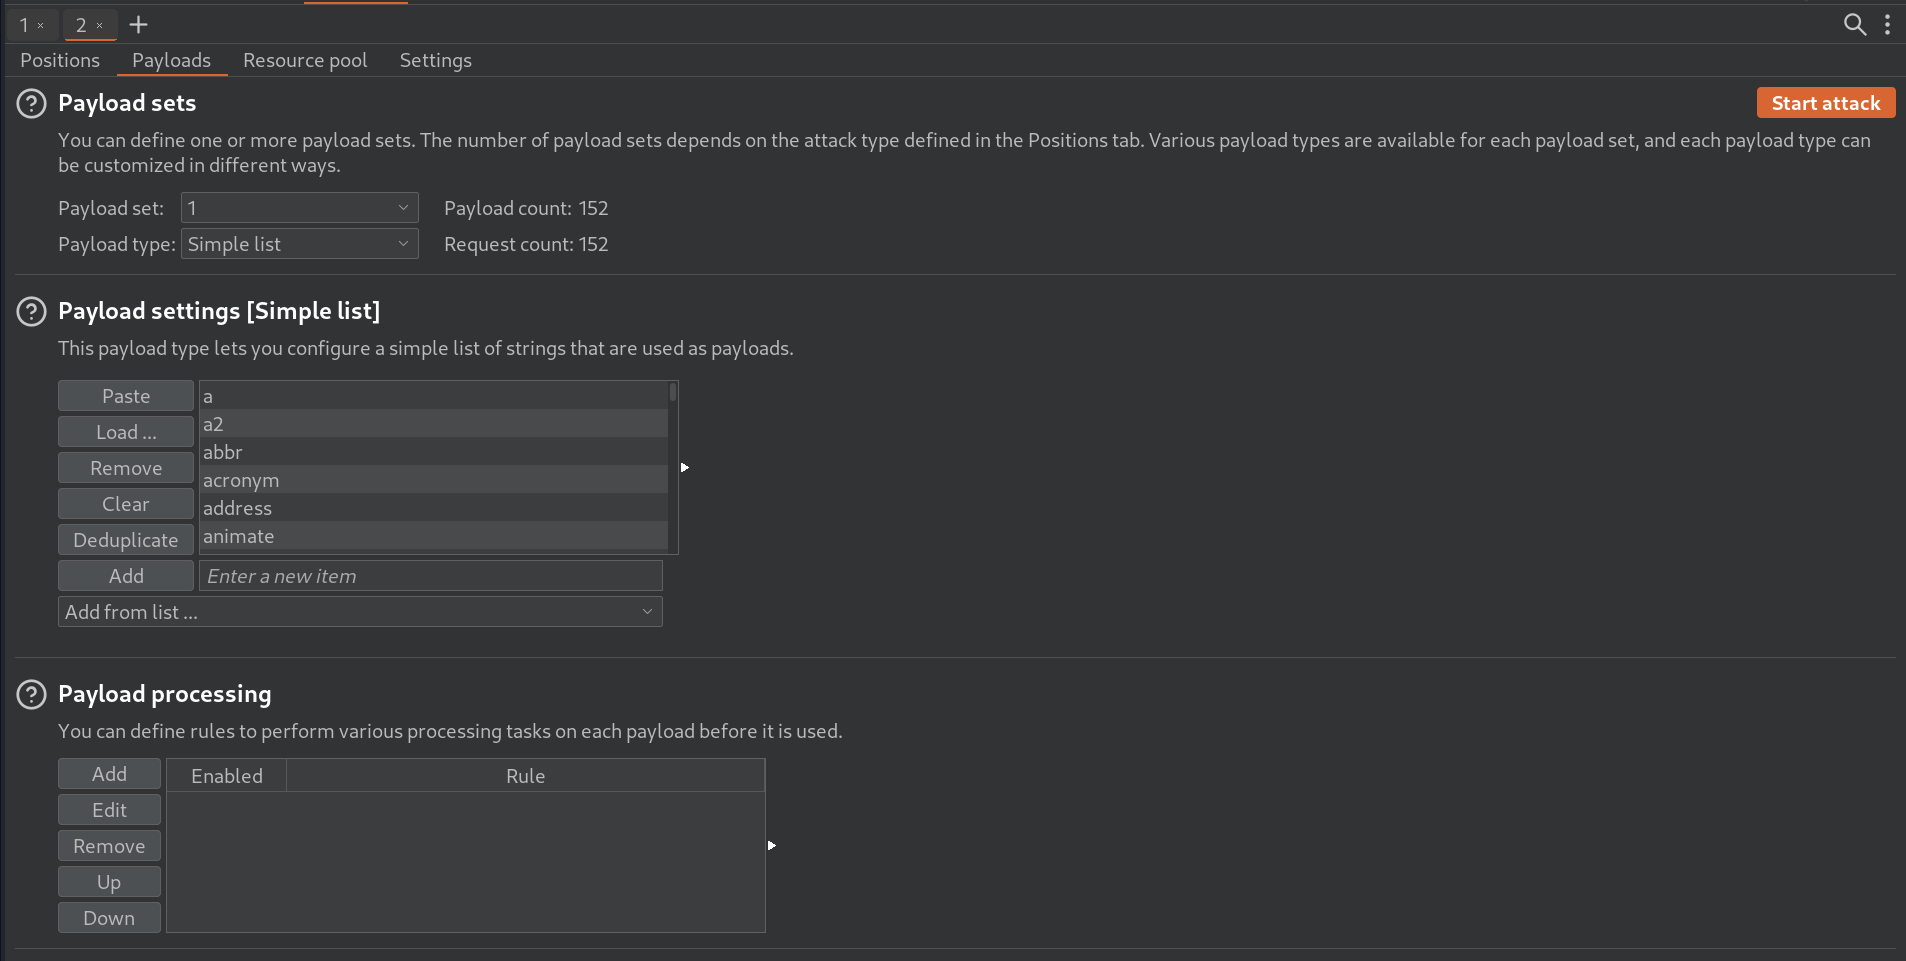 1 ×
2 ×
Positions
Payloads
Resource pool
Settings
Payload sets
Start attack
You can define one or more payload sets. The number of payload sets depends on the attack type defined in the Positions tab. Various payload types are available for each payload set, and each payload type can
be customized in different ways.
Payload set: 1
Payload count: 152
Payload type: Simple list
Request count: 152
Payload settings [Simple list]
This payload type lets you configure a simple list of strings that are used as payloads.
Paste
Load ...
Remove
Clear
Deduplicate
a
a2
abbr
acronym
address
animate
Add
Enter a new item
Add from list ...
Payload processing
You can define rules to perform various processing tasks on each payload before it is used.
Add
Edit
Remove
Up
Down
Enabled
Rule